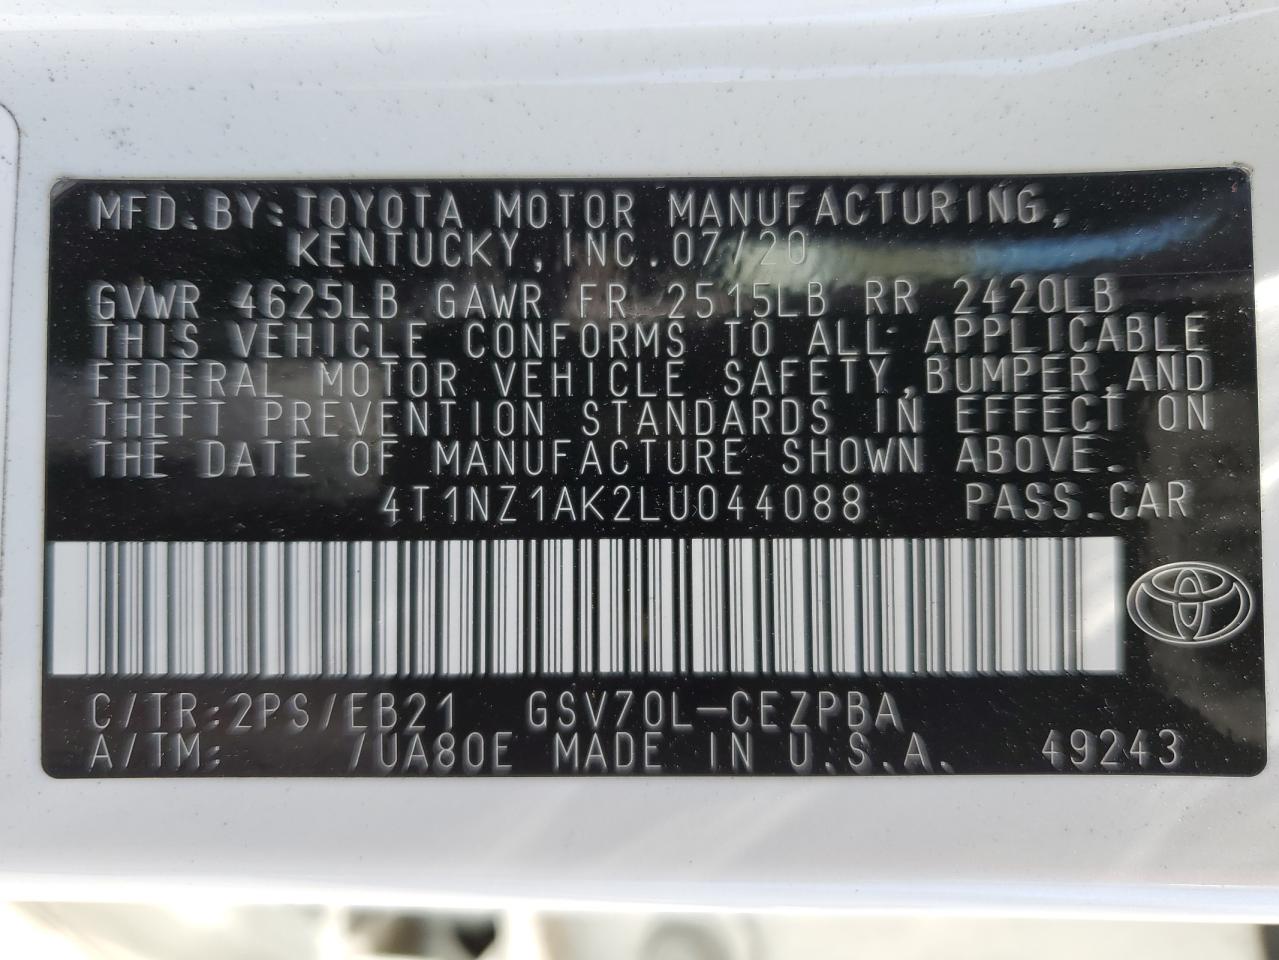 MFD.BY:TOYOTA MOTOR MANUFACTURING,
KENTUCKY,INC.07/20
GVWR 4625LB GAWR FR 2515LB RR 2420LB
THIS VEHICLE CONFORMS TO ALL APPLICABLE
FEDERAL MOTOR VEHICLE SAFETY,BUMPER,AND
THEFT PREVENTION STANDARDS IN EFFECT ON
THE DATE OF MANUFACTURE SHOWN ABOVE.
4T1NZ1AK2LU044088 PASS.CAR
C/TR:2PS/EB21 GSV70L-CEZPBA
A/TM: /UA80E MADE IN U.S.A. 49243